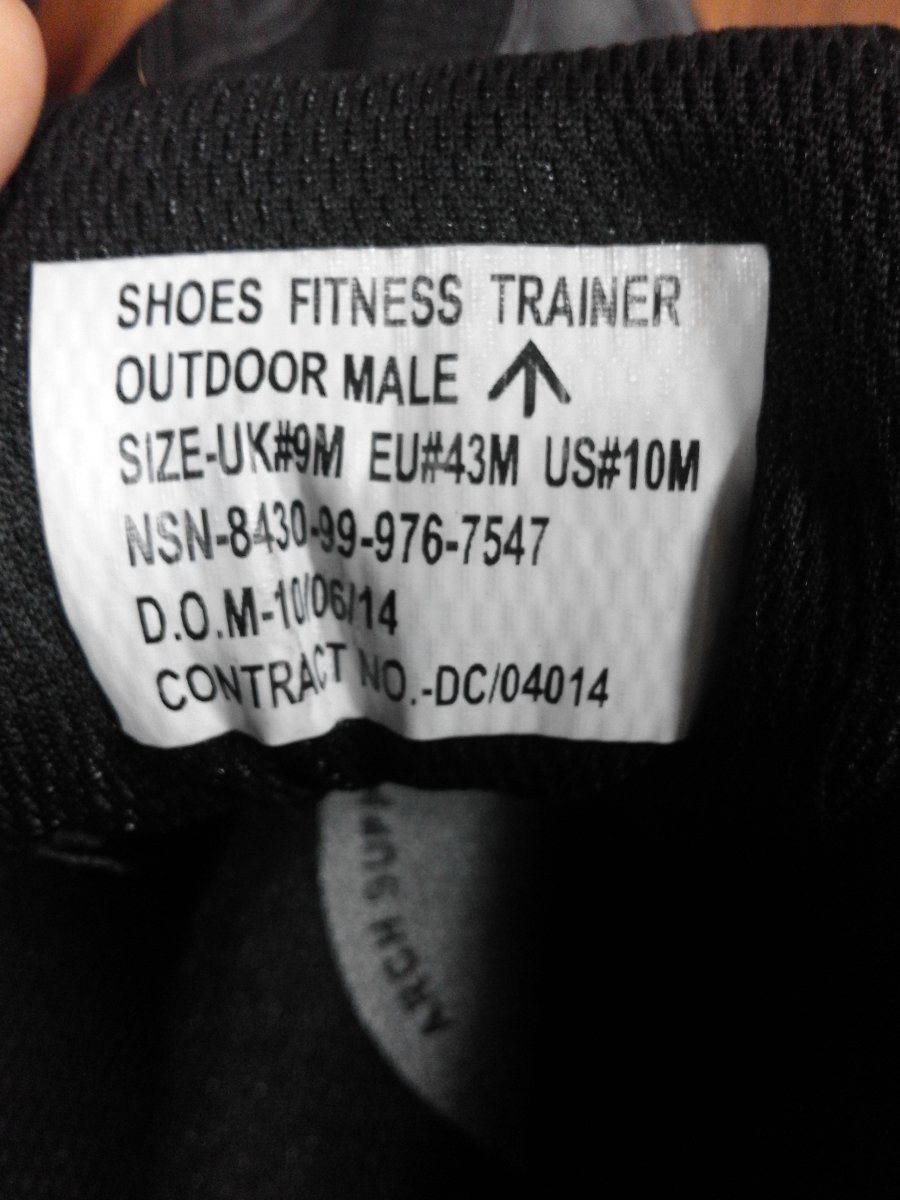 SHOES FITNESS TRAINER
OUTDOOR MALE
SIZE-UK#9M EU#43M US#10M
NSN-8430-99-976-7547
D.O.M-10/06/14
CONTRACT NO.-DC/04014
ARCH